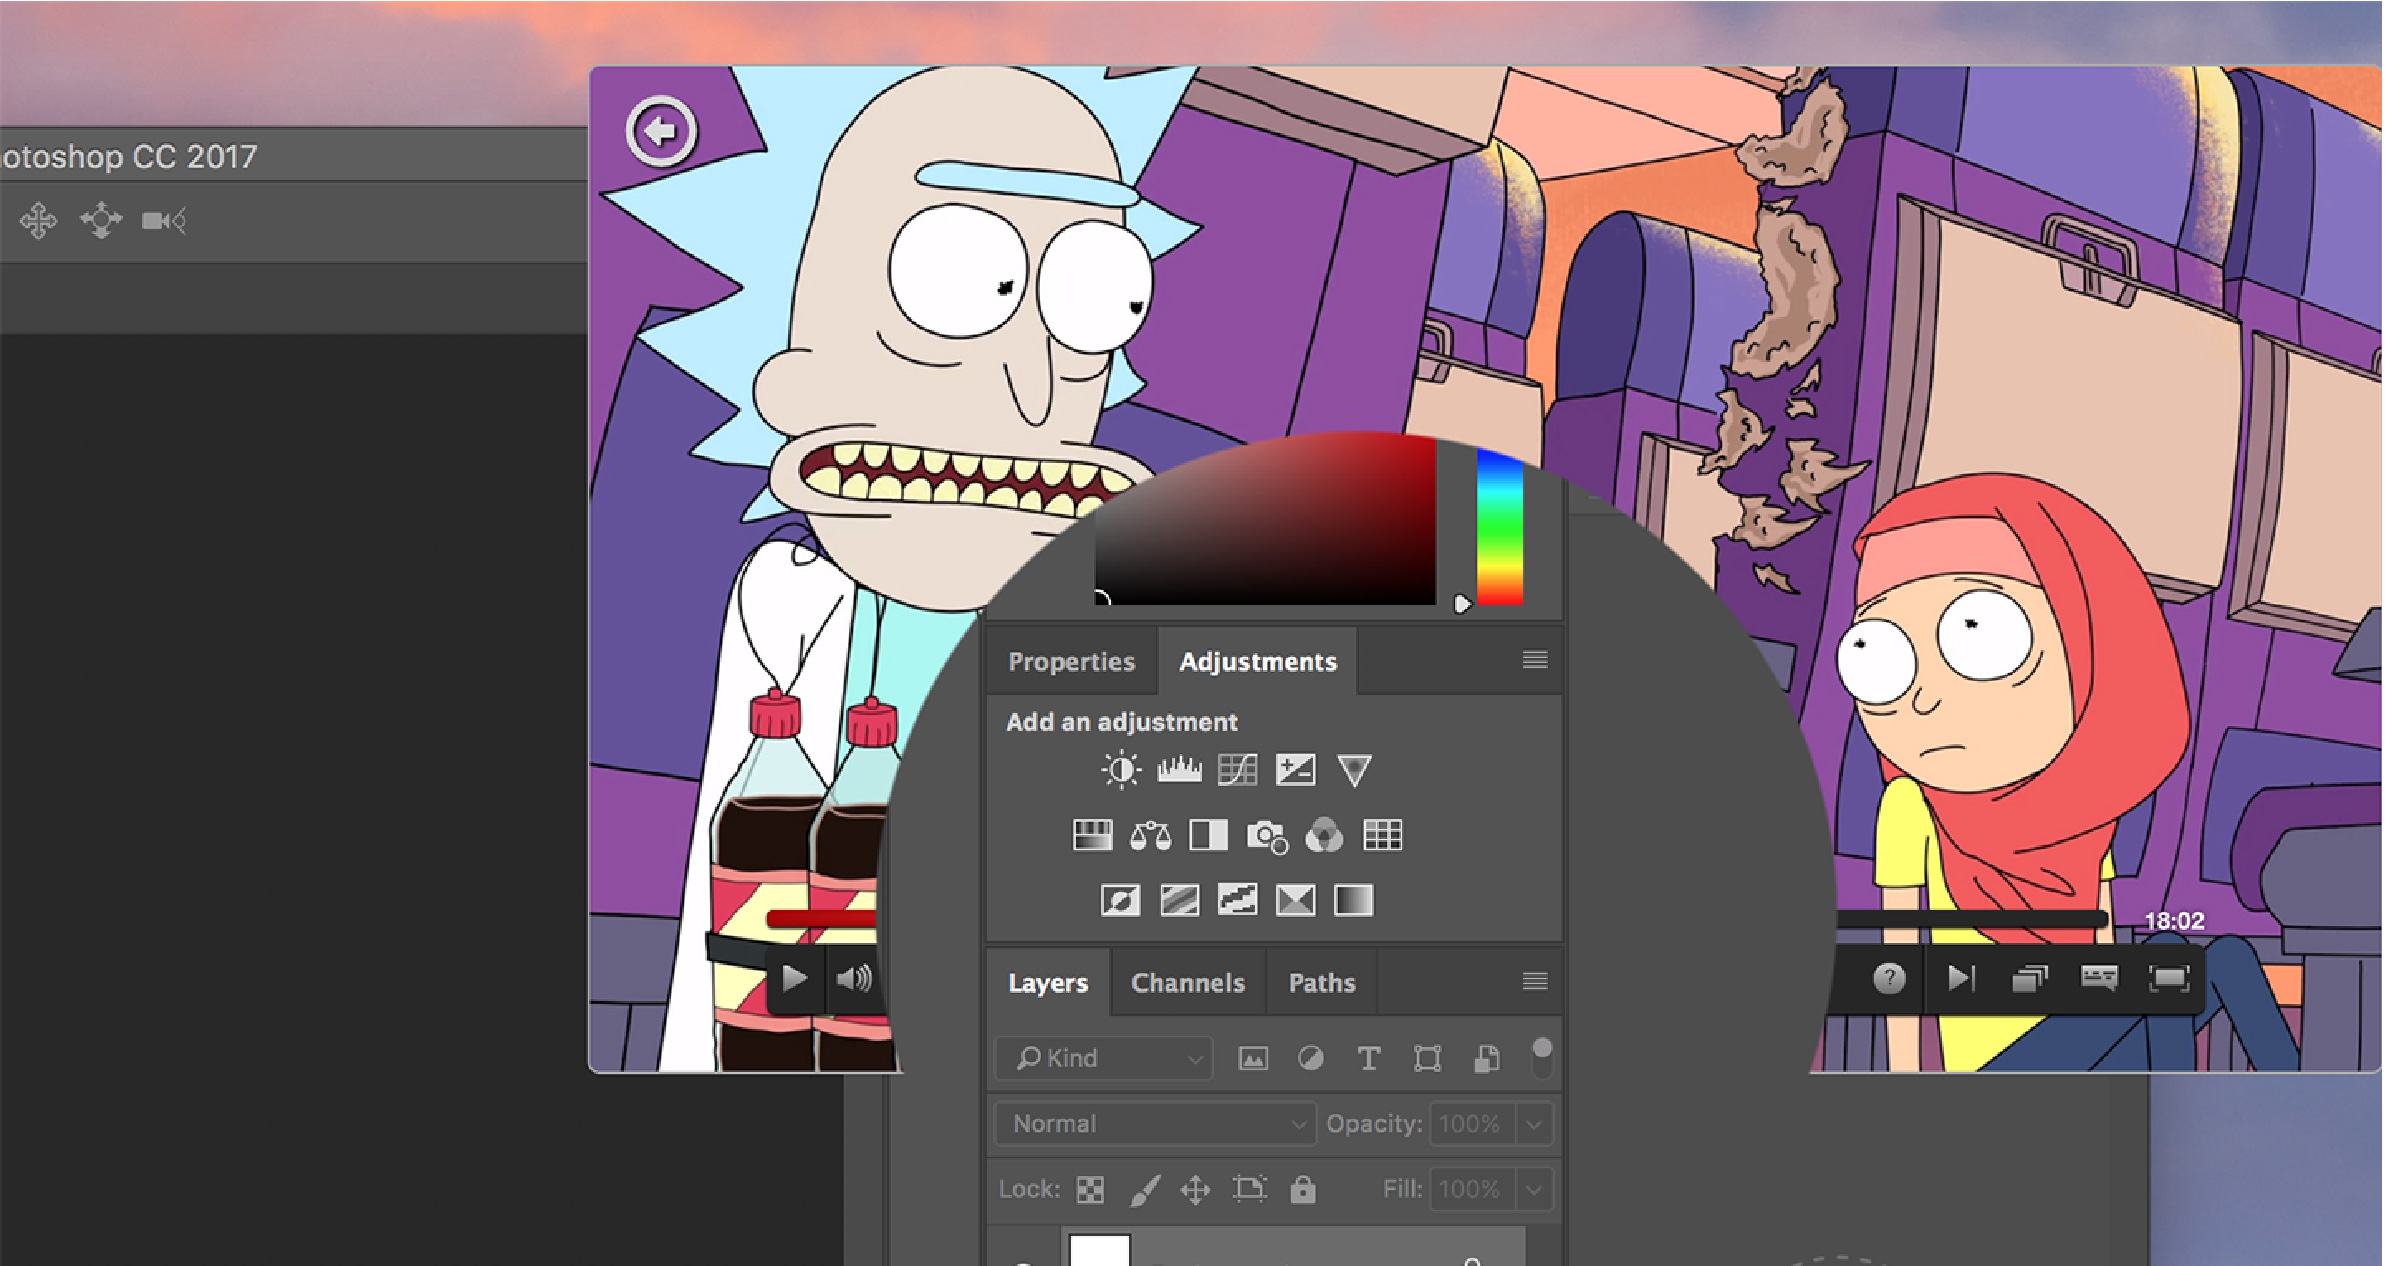 otoshop CC 2017
Properties
Adjustments
Add an adjustment
18:02
?
Layers
Channels
Paths
Kind
T
Normal
Opacity: 100%
Lock:
Fill: 100%